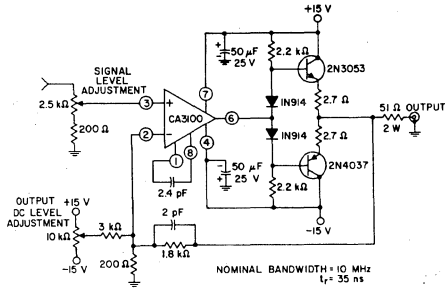 +15 V
50 µF
25 V
2.2 kΩ
2N3053
SIGNAL
LEVEL
ADJUSTMENT
7
2.7 Ω
51 Ω OUTPUT
2.5 kΩ
3
+
CA3100
6
IN914
IN914
2.7 Ω
2 W
200 Ω
2
−
4
8
1
50 µF
25 V
2N4037
2.4 pF
2.2 kΩ
OUTPUT
DC LEVEL
ADJUSTMENT
+15 V
−15 V
2 pF
3 kΩ
10 kΩ
1.8 kΩ
−15 V
200 Ω
NOMINAL BANDWIDTH = 10 MHz
tr = 35 ns